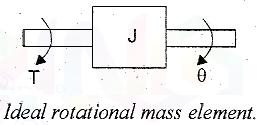 J
T
θ
Ideal rotational mass element.